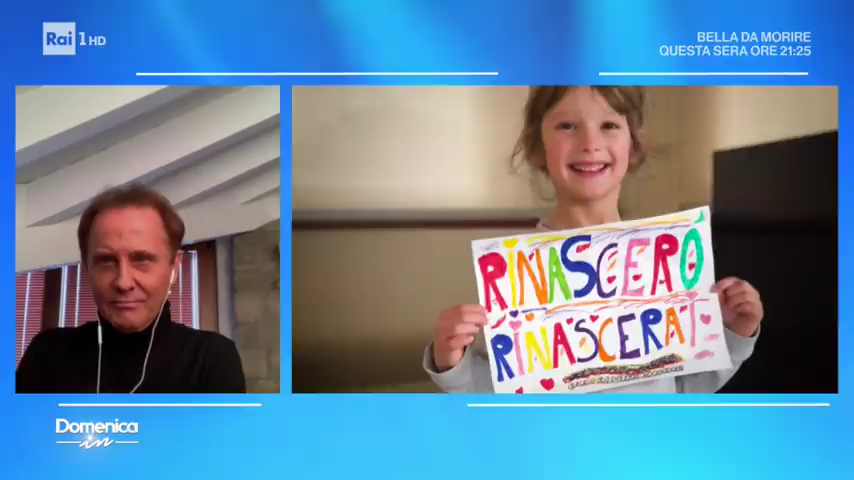 Rai 1 HD
BELLA DA MORIRE
QUESTA SERA ORE 21:25
RINASCERÒ
RINASCERAI
Domenica
in